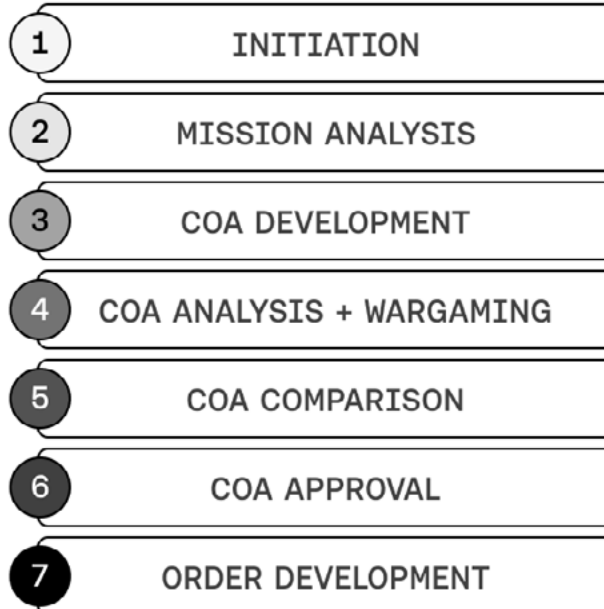 1 INITIATION
2 MISSION ANALYSIS
3 COA DEVELOPMENT
4 COA ANALYSIS + WARGAMING
5 COA COMPARISON
6 COA APPROVAL
7 ORDER DEVELOPMENT